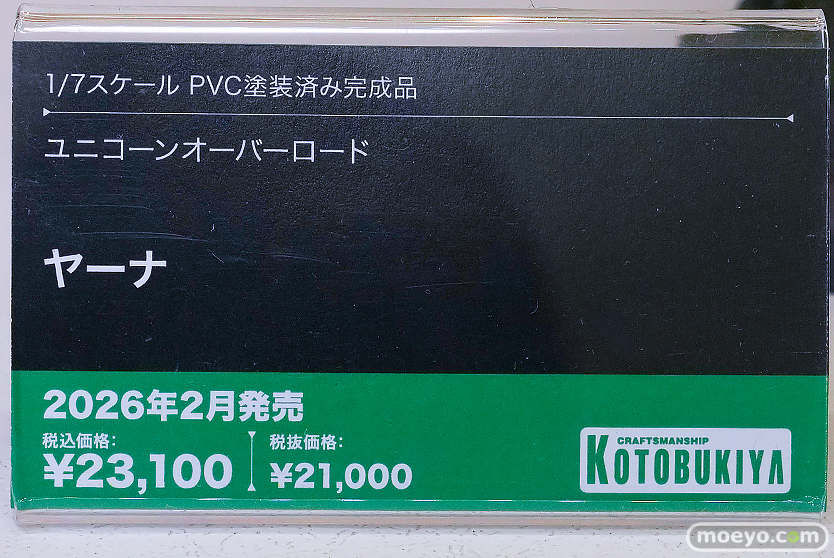 1/7スケール PVC塗装済み完成品
ユニコーンオーバーロード
ヤーナ
2026年2月発売
税込価格:
¥23,100
税抜価格:
¥21,000
CRAFTSMANSHIP
KOTOBUKIYA
moeyo.com